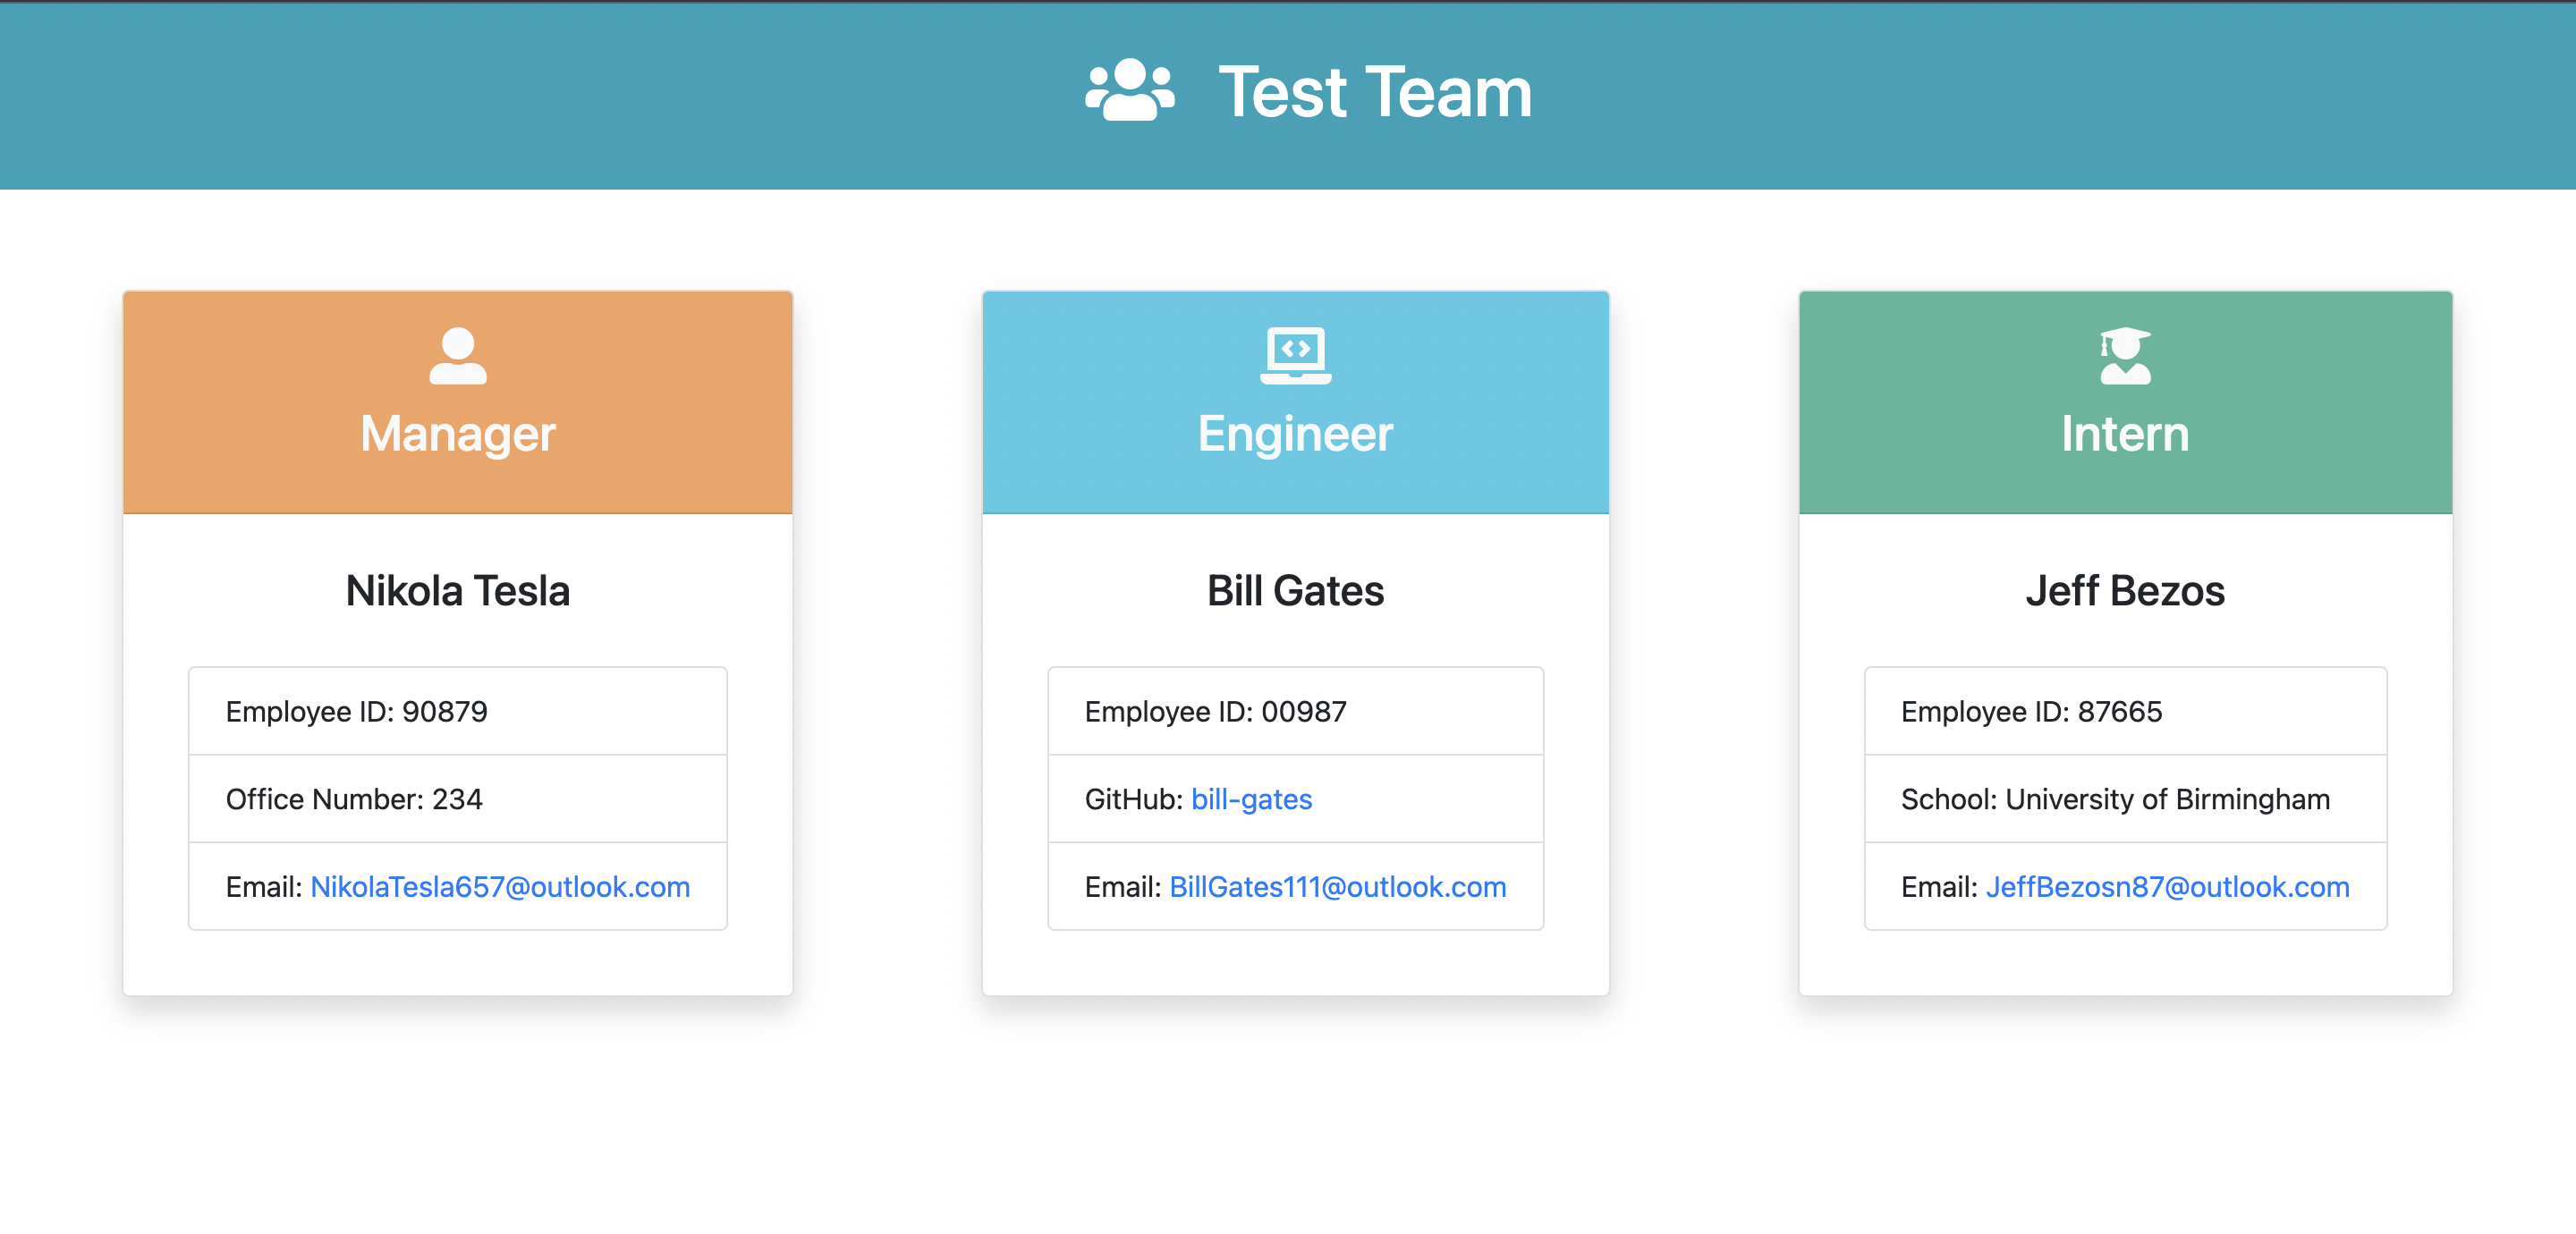 Test Team
Manager
Nikola Tesla
Employee ID: 90879
Office Number: 234
Email: NikolaTesla657@outlook.com
Engineer
Bill Gates
Employee ID: 00987
GitHub: bill-gates
Email: BillGates111@outlook.com
Intern
Jeff Bezos
Employee ID: 87665
School: University of Birmingham
Email: JeffBezosn87@outlook.com